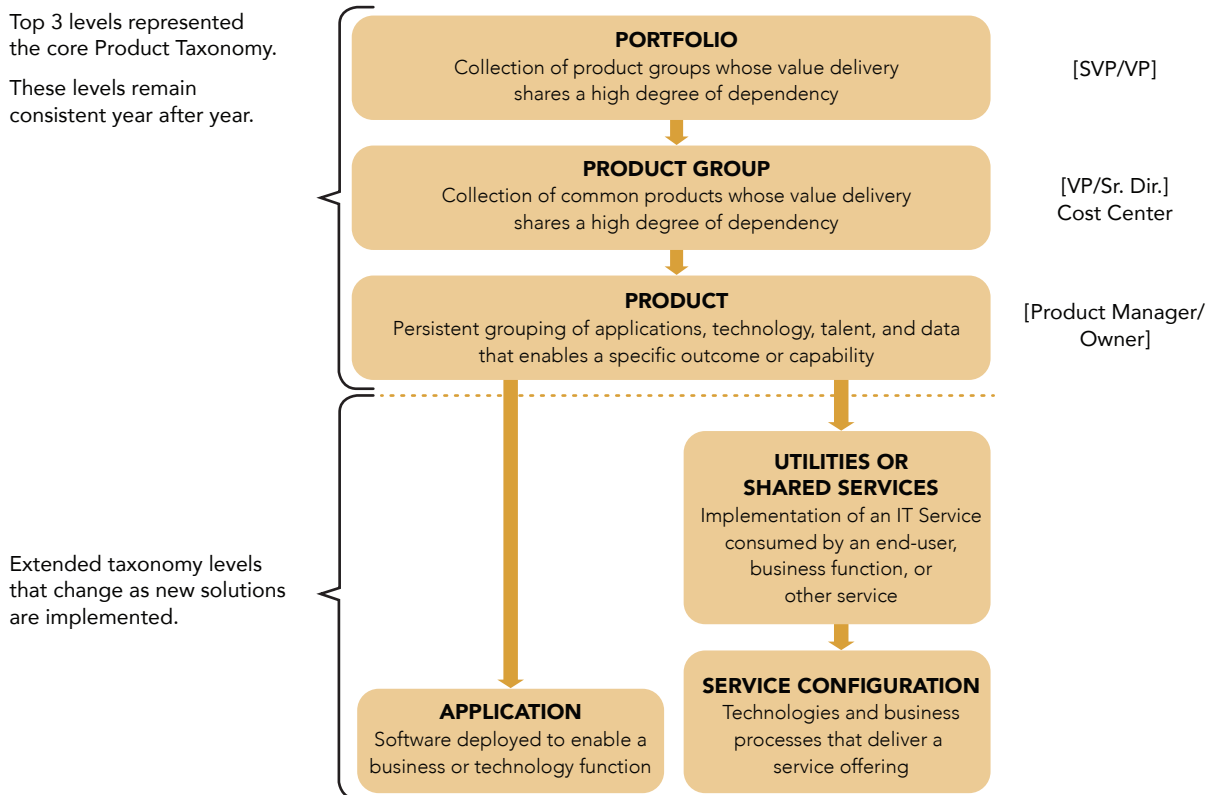 Top 3 levels represented
the core Product Taxonomy.
These levels remain
consistent year after year.
PORTFOLIO
Collection of product groups whose value delivery
shares a high degree of dependency
[SVP/VP]
PRODUCT GROUP
Collection of common products whose value delivery
shares a high degree of dependency
[VP/Sr. Dir.]
Cost Center
PRODUCT
Persistent grouping of applications, technology, talent, and data
that enables a specific outcome or capability
[Product Manager/
Owner]
Extended taxonomy levels
that change as new solutions
are implemented.
UTILITIES OR
SHARED SERVICES
Implementation of an IT Service
consumed by an end-user,
business function, or
other service
APPLICATION
Software deployed to enable a
business or technology function
SERVICE CONFIGURATION
Technologies and business
processes that deliver a
service offering